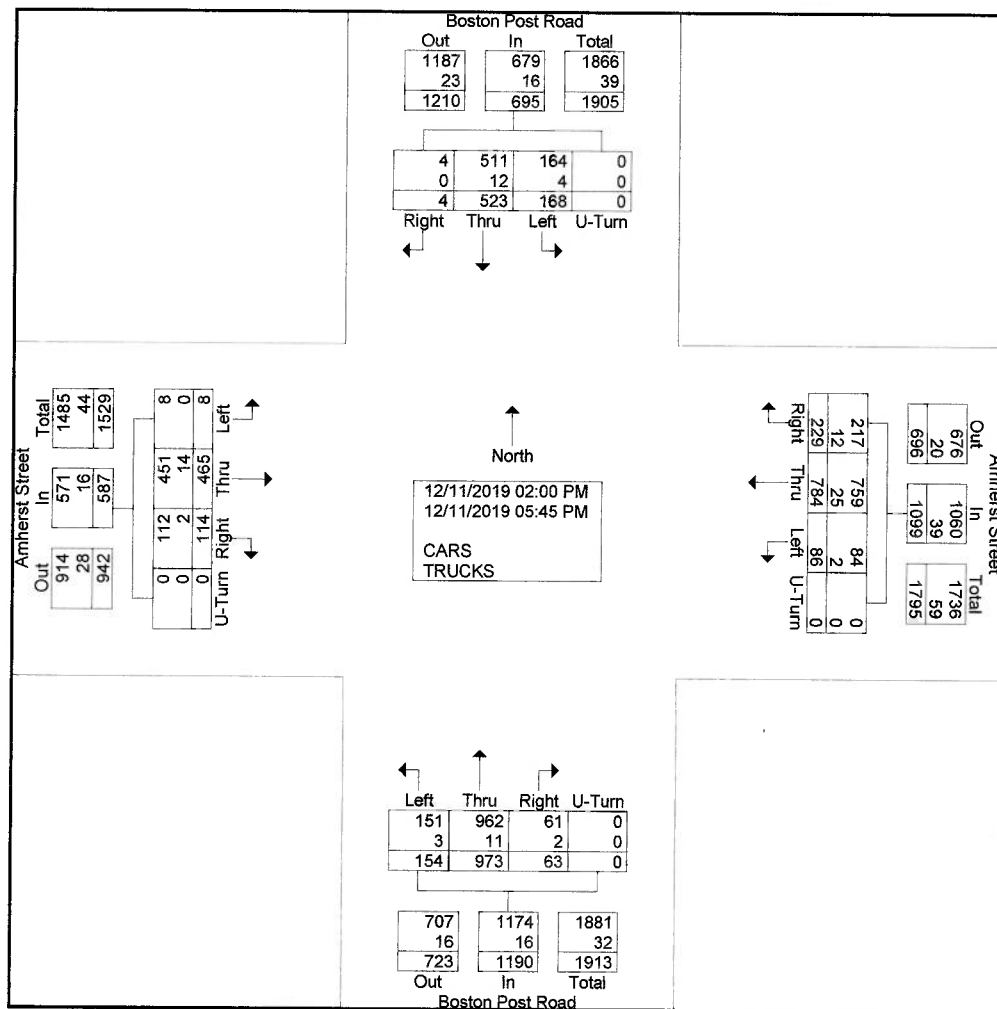 Boston Post Road
Out In Total
1187 679 1866
23 16 39
1210 695 1905
4 511 164 0
0 12 4 0
4 523 168 0
Right Thru Left U-Turn
Amherst Street
Total In Out
1485 571 914
44 16 28
1529 587 942
8 451 112 0
0 14 2 0
8 465 114 0
Left Thru Right U-Turn
North
12/11/2019 02:00 PM
12/11/2019 05:45 PM
CARS
TRUCKS
Right Thru Left U-Turn
217 759 84 0
12 25 2 0
229 784 86 0
Out In Total
676 1060 1736
20 39 59
696 1099 1795
Amherst Street
Left Thru Right U-Turn
151 962 61 0
3 11 2 0
154 973 63 0
707 1174 1881
16 16 32
723 1190 1913
Out In Total
Boston Post Road